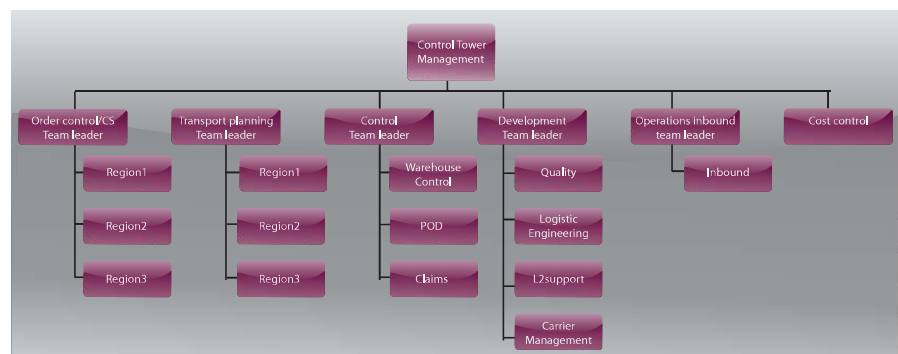 Control Tower
Management
Order control/CS
Team leader
Transport planning
Team leader
Control
Team leader
Development
Team leader
Operations inbound
team leader
Cost control
Region1
Region2
Region3
Region1
Region2
Region3
Warehouse
Control
POD
Claims
Quality
Logistic
Engineering
L2support
Carrier
Management
Inbound